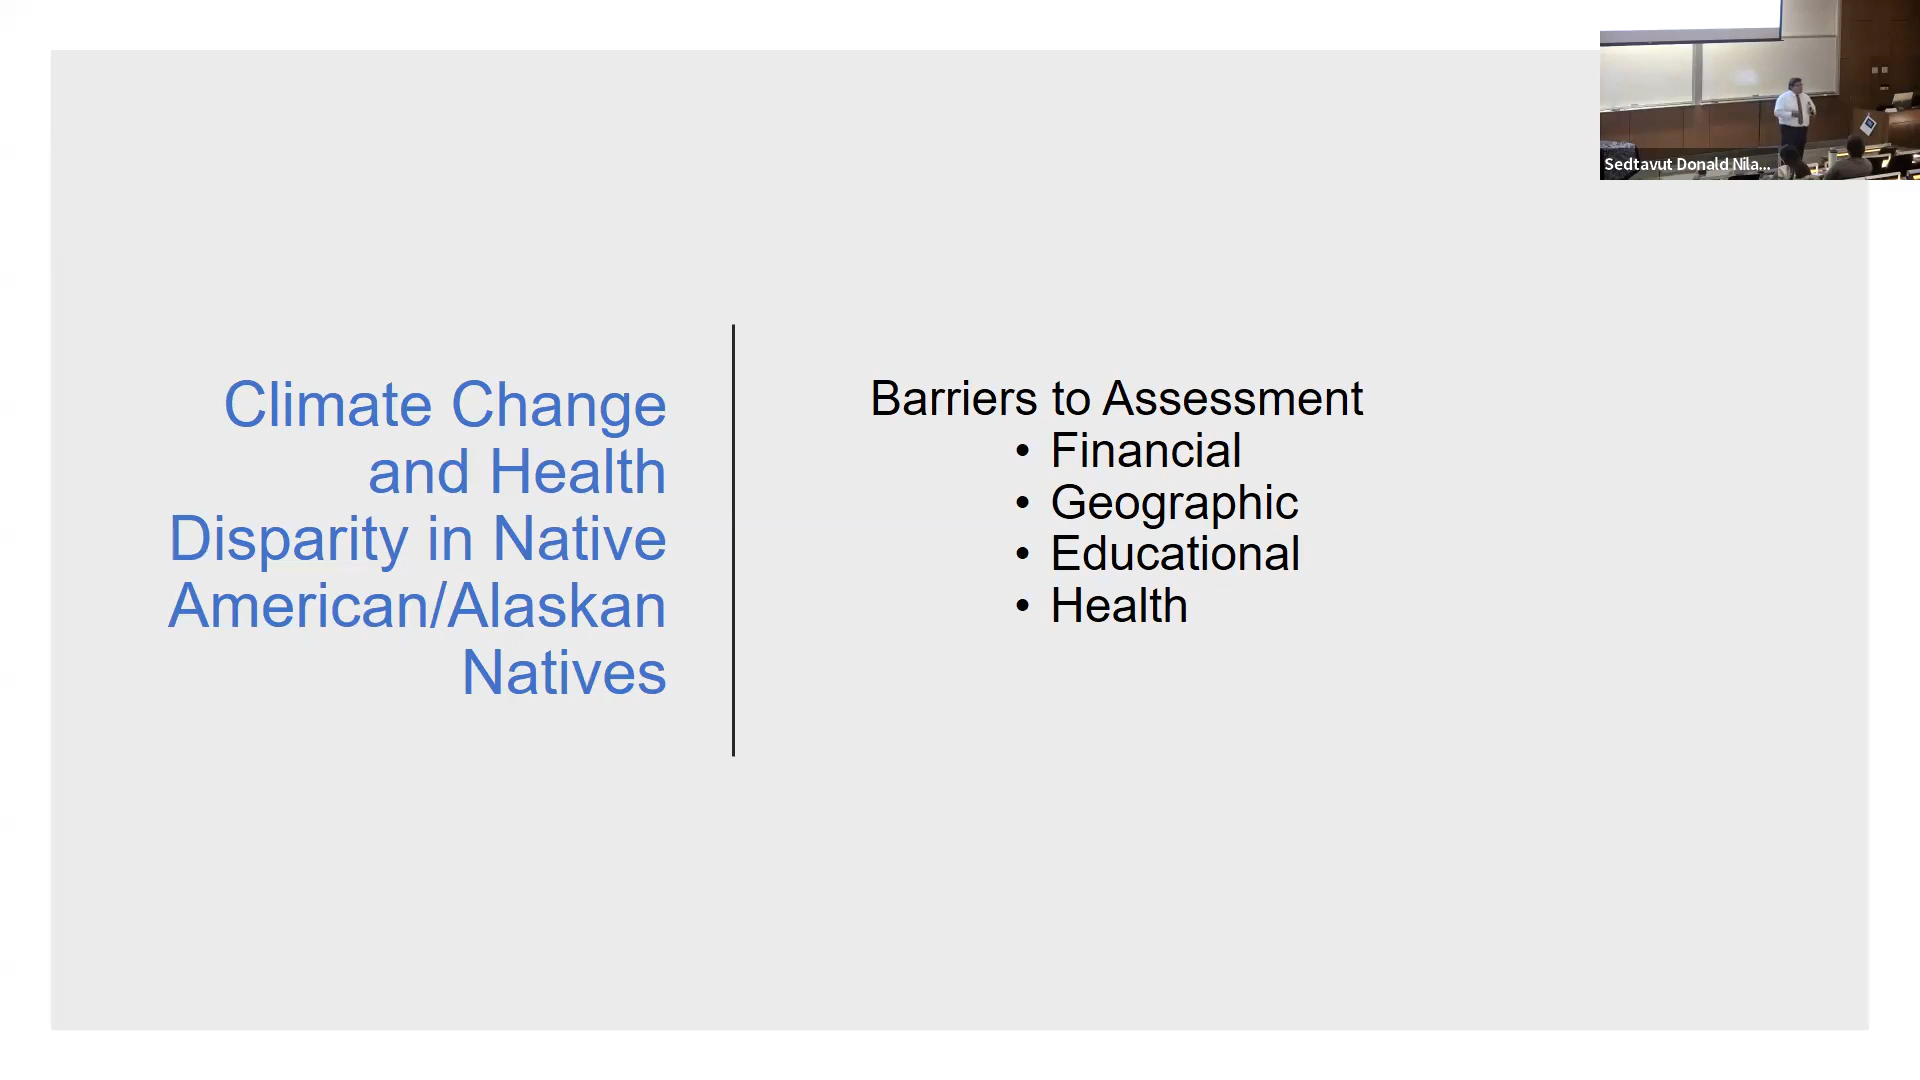 Climate Change
and Health
Disparity in Native
American/Alaskan
Natives
Barriers to Assessment
• Financial
• Geographic
• Educational
• Health
Sedtavut Donald Nila...